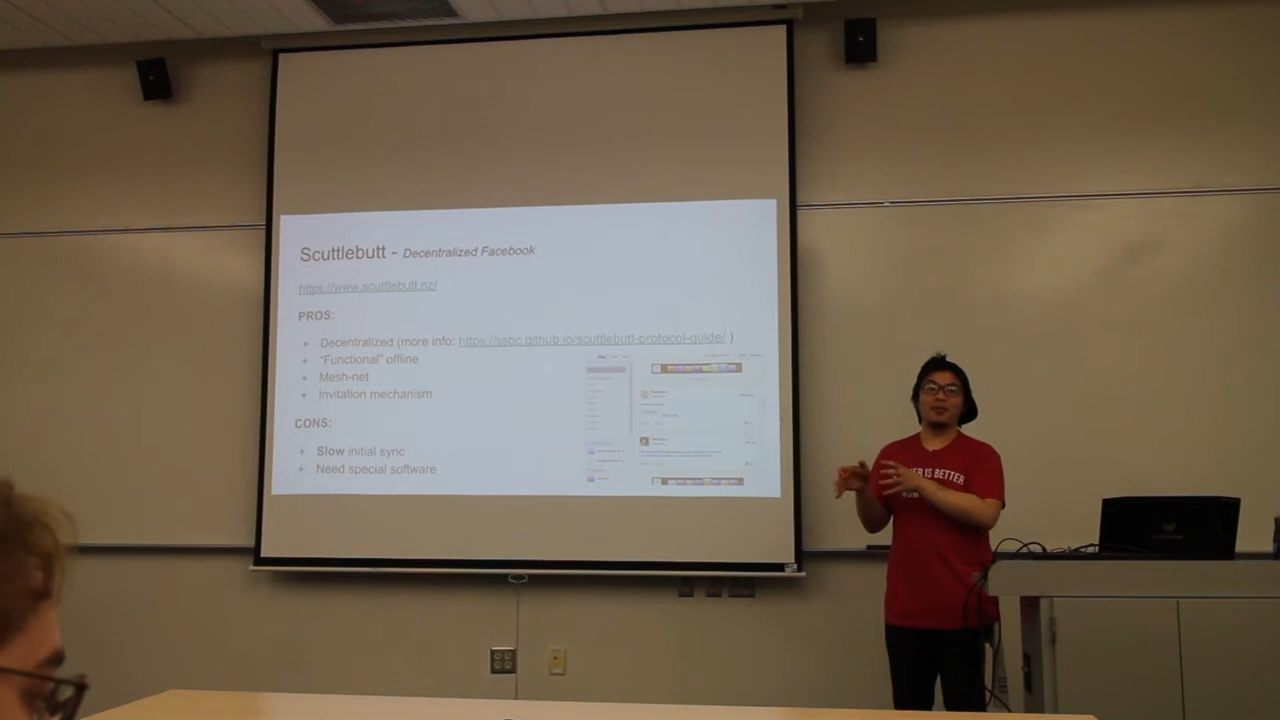 Scuttlebutt - Decentralized Facebook
https://www.scuttlebutt.nz/
PROS:
+ Decentralized (more info: https://ssbc.github.io/scuttlebutt-protocol-guide/ )
+ "Functional" offline
+ Mesh-net
+ Invitation mechanism
CONS:
+ Slow initial sync
+ Need special software
IS BETTER